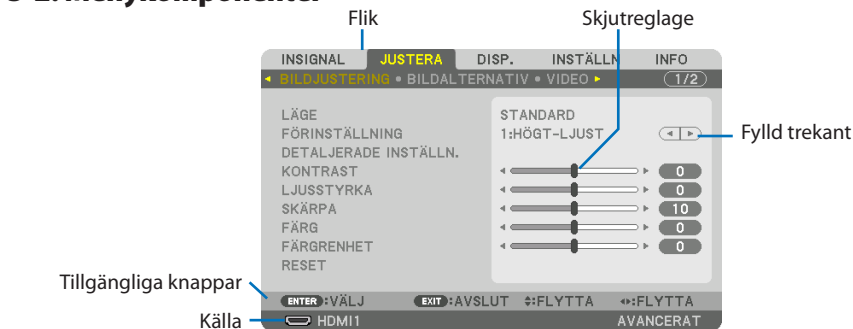 Flik
Skjutreglage
INSIGNAL JUSTERA DISP. INSTÄLLN INFO
BILDJUSTERING • BILDALTERNATIV • VIDEO 1/2
LÄGE STANDARD
FÖRINSTÄLLNING 1:HÖGT-LJUST
Fylld trekant
DETALJERADE INSTÄLLN.
KONTRAST 0
LJUSSTYRKA 0
SKÄRPA 10
FÄRG 0
FÄRGRENHET 0
RESET
Tillgängliga knappar
ENTER:VÄLJ EXIT:AVSLUT :FLYTTA :FLYTTA
Källa
HDMI1 AVANCERAT